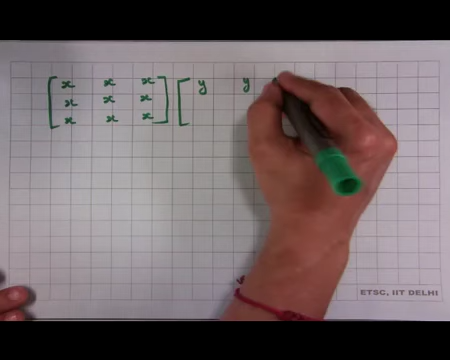 [ x x x ] [ y y
x x x
x x x
ETSC, IIT DELHI